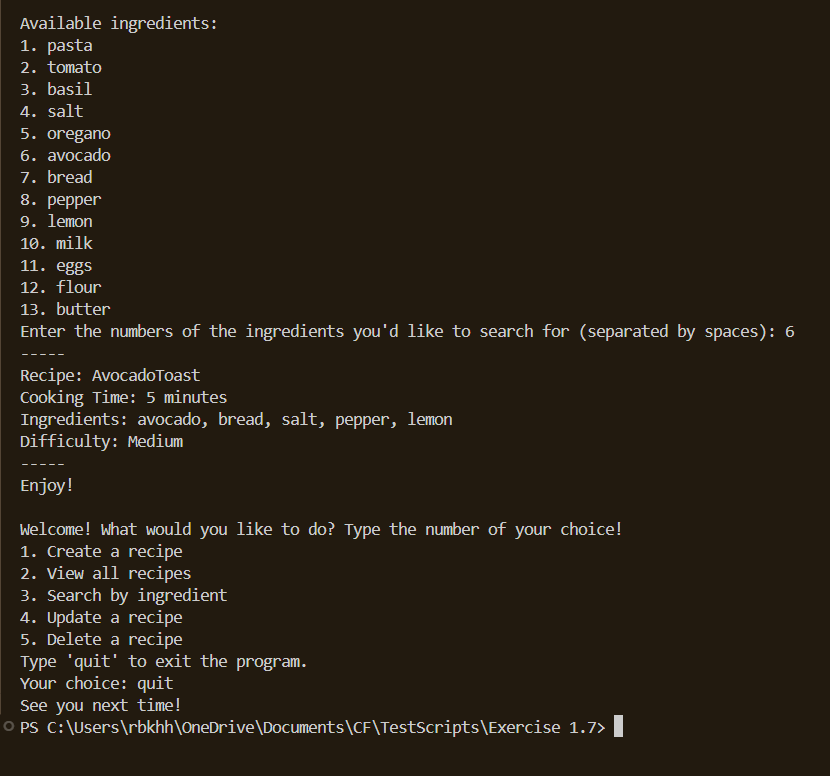 Available ingredients:
1. pasta
2. tomato
3. basil
4. salt
5. oregano
6. avocado
7. bread
8. pepper
9. lemon
10. milk
11. eggs
12. flour
13. butter
Enter the numbers of the ingredients you'd like to search for (separated by spaces): 6
-----
Recipe: AvocadoToast
Cooking Time: 5 minutes
Ingredients: avocado, bread, salt, pepper, lemon
Difficulty: Medium
-----
Enjoy!

Welcome! What would you like to do? Type the number of your choice!
1. Create a recipe
2. View all recipes
3. Search by ingredient
4. Update a recipe
5. Delete a recipe
Type 'quit' to exit the program.
Your choice: quit
See you next time!
PS C:\Users\rbkhh\OneDrive\Documents\CF\TestScripts\Exercise 1.7>